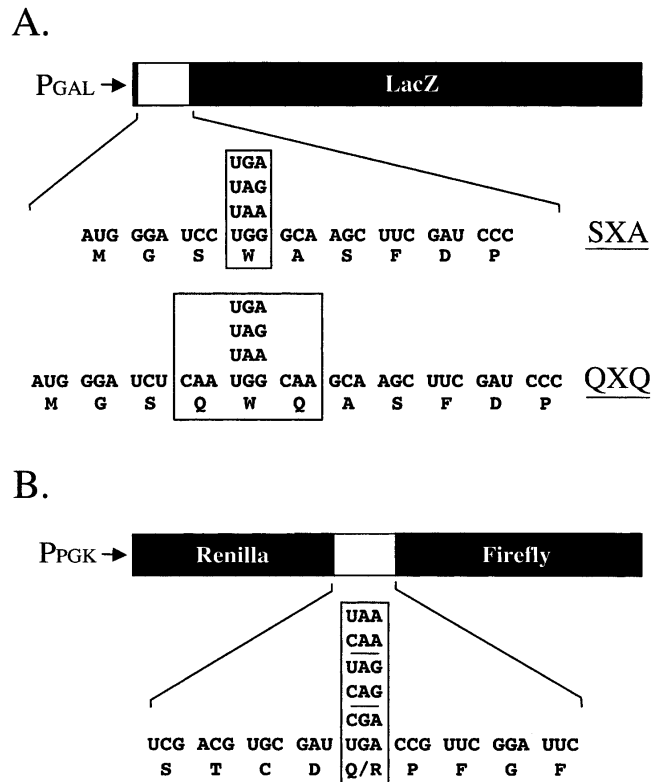 A.
PGAL LacZ
UGA
UAG
UAA
AUG GGA UCC UGG GCA AGC UUC GAU CCC
M G S W A S F D P
SXA
UGA
UAG
UAA
AUG GGA UCU CAA UGG CAA GCA AGC UUC GAU CCC
M G S Q W Q A S F D P
QXQ
B.
PPGK Renilla Firefly
UAA
CAA
UAG
CAG
CGA
UCG ACG UGC GAU UGA CCG UUC GGA UUC
S T C D Q/R P F G F